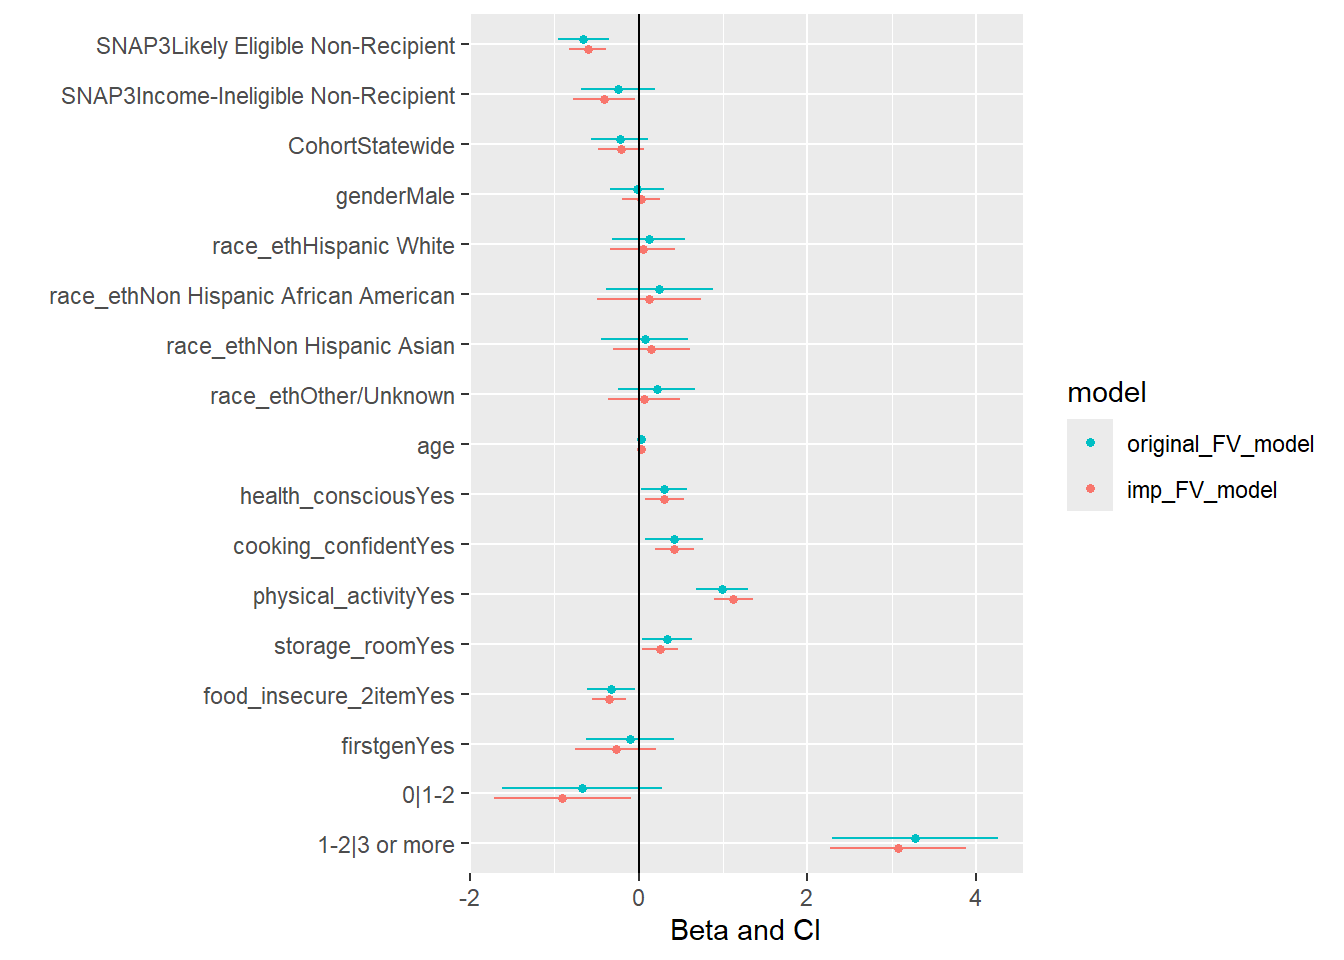 SNAP3Likely Eligible Non-Recipient
SNAP3Income-Ineligible Non-Recipient
CohortStatewide
genderMale
race_ethHispanic White
race_ethNon Hispanic African American
race_ethNon Hispanic Asian
race_ethOther/Unknown
age
health_consciousYes
cooking_confidentYes
physical_activityYes
storage_roomYes
food_insecure_2itemYes
firstgenYes
0|1-2
1-2|3 or more
-2 0 2 4
Beta and CI
model
original_FV_model
imp_FV_model